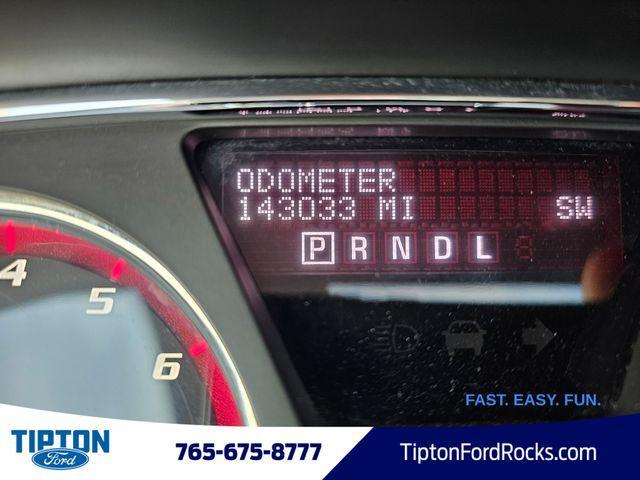 ODOMETER
143033 MI SW
P R N D L
4
5
6
FAST. EASY. FUN.
TIPTON
Ford
765-675-8777
TiptonFordRocks.com